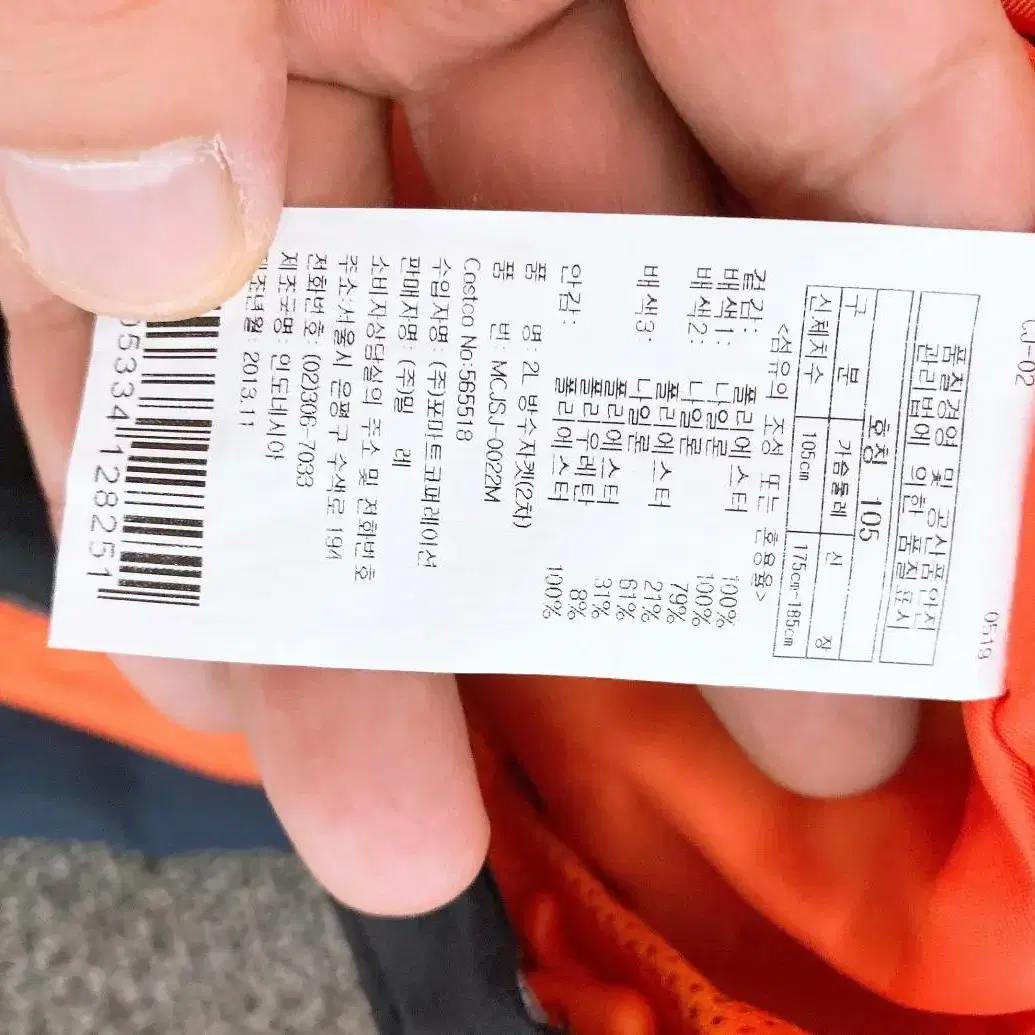 0519
품질경영 및 공산품안전
관리법에 의한 품질표시
호칭 105
구 분 가슴둘레 신 장
신체치수 105cm 175cm-185cm
<섬유의 조성 또는 혼용율>
겉감: 폴리에스터 100%
배색1: 나일론 100%
배색2: 나일론 79%
폴리에스터 21%
배색3: 나일론 61%
폴리에스터 31%
폴리우레탄 8%
안감: 폴리에스터 100%
품 명: 2L 방수자켓(2차)
품 번: MCJSJ-0022M
Costco No:565518
수입자명: (주)포마트코퍼레이션
판매자명: (주)밀 레
소비자상담실의 주소 및 전화번호
주소:서울시 은평구 수색로 194
전화번호: (02)306-7033
제조국명: 인도네시아
제조년월: 2013.11
05334 128251